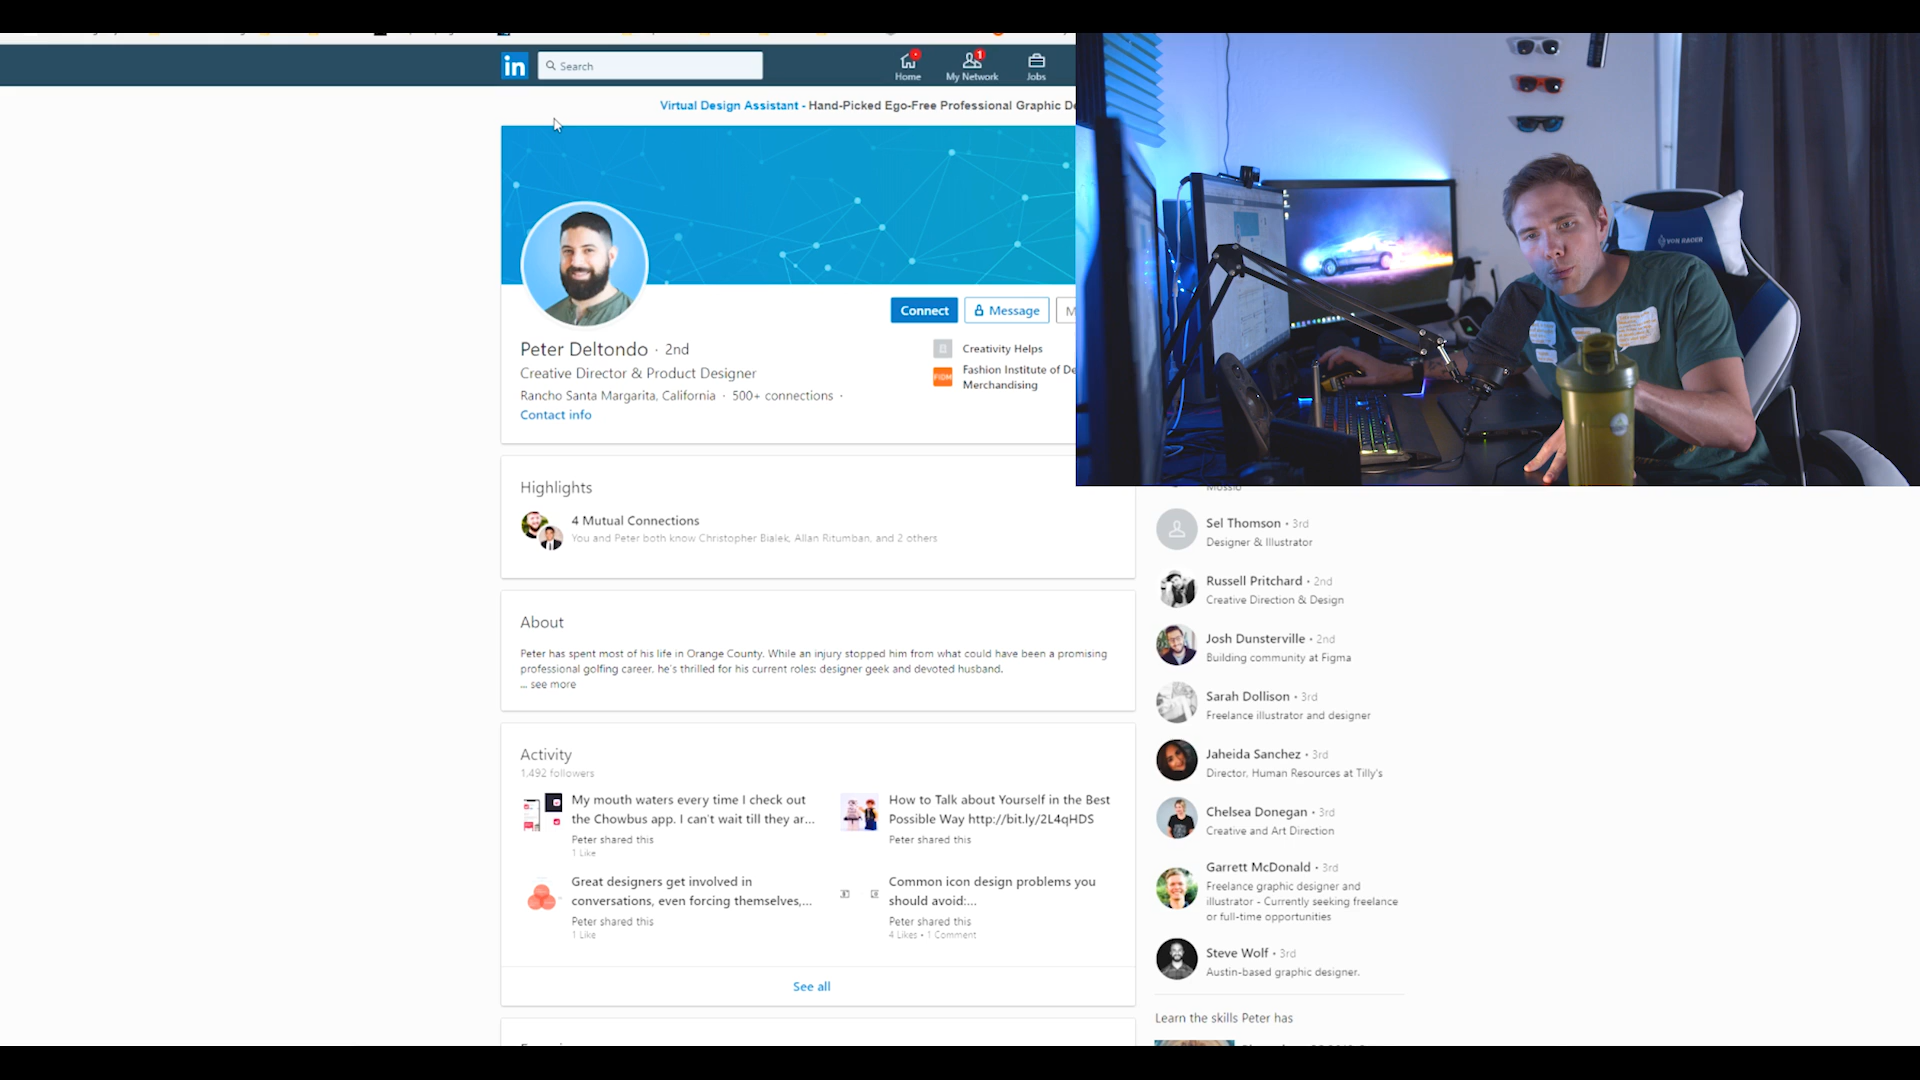 in
Search
Home
1
My Network
Jobs
Virtual Design Assistant - Hand-Picked Ego-Free Professional Graphic De
Connect
Message
M
Peter Deltondo · 2nd
Creative Director & Product Designer
Rancho Santa Margarita, California · 500+ connections ·
Contact info
Creativity Helps
FIDM
Fashion Institute of De
Merchandising
Highlights
4 Mutual Connections
You and Peter both know Christopher Bialek, Allan Ritumban, and 2 others
About
Peter has spent most of his life in Orange County. While an injury stopped him from what could have been a promising
professional golfing career, he's thrilled for his current roles: designer geek and devoted husband.
... see more
Activity
1,492 followers
My mouth waters every time I check out
the Chowbus app. I can't wait till they ar...
Peter shared this
1 Like
How to Talk about Yourself in the Best
Possible Way http://bit.ly/2L4qHDS
Peter shared this
Great designers get involved in
conversations, even forcing themselves,...
Peter shared this
1 Like
Common icon design problems you
should avoid:...
Peter shared this
4 Likes • 1 Comment
See all
Sel Thomson • 3rd
Designer & Illustrator
Russell Pritchard • 2nd
Creative Direction & Design
Josh Dunsterville • 2nd
Building community at Figma
Sarah Dollison • 3rd
Freelance illustrator and designer
Jaheida Sanchez • 3rd
Director, Human Resources at Tilly's
Chelsea Donegan • 3rd
Creative and Art Direction
Garrett McDonald • 3rd
Freelance graphic designer and
illustrator - Currently seeking freelance
or full-time opportunities
Steve Wolf • 3rd
Austin-based graphic designer.
Learn the skills Peter has